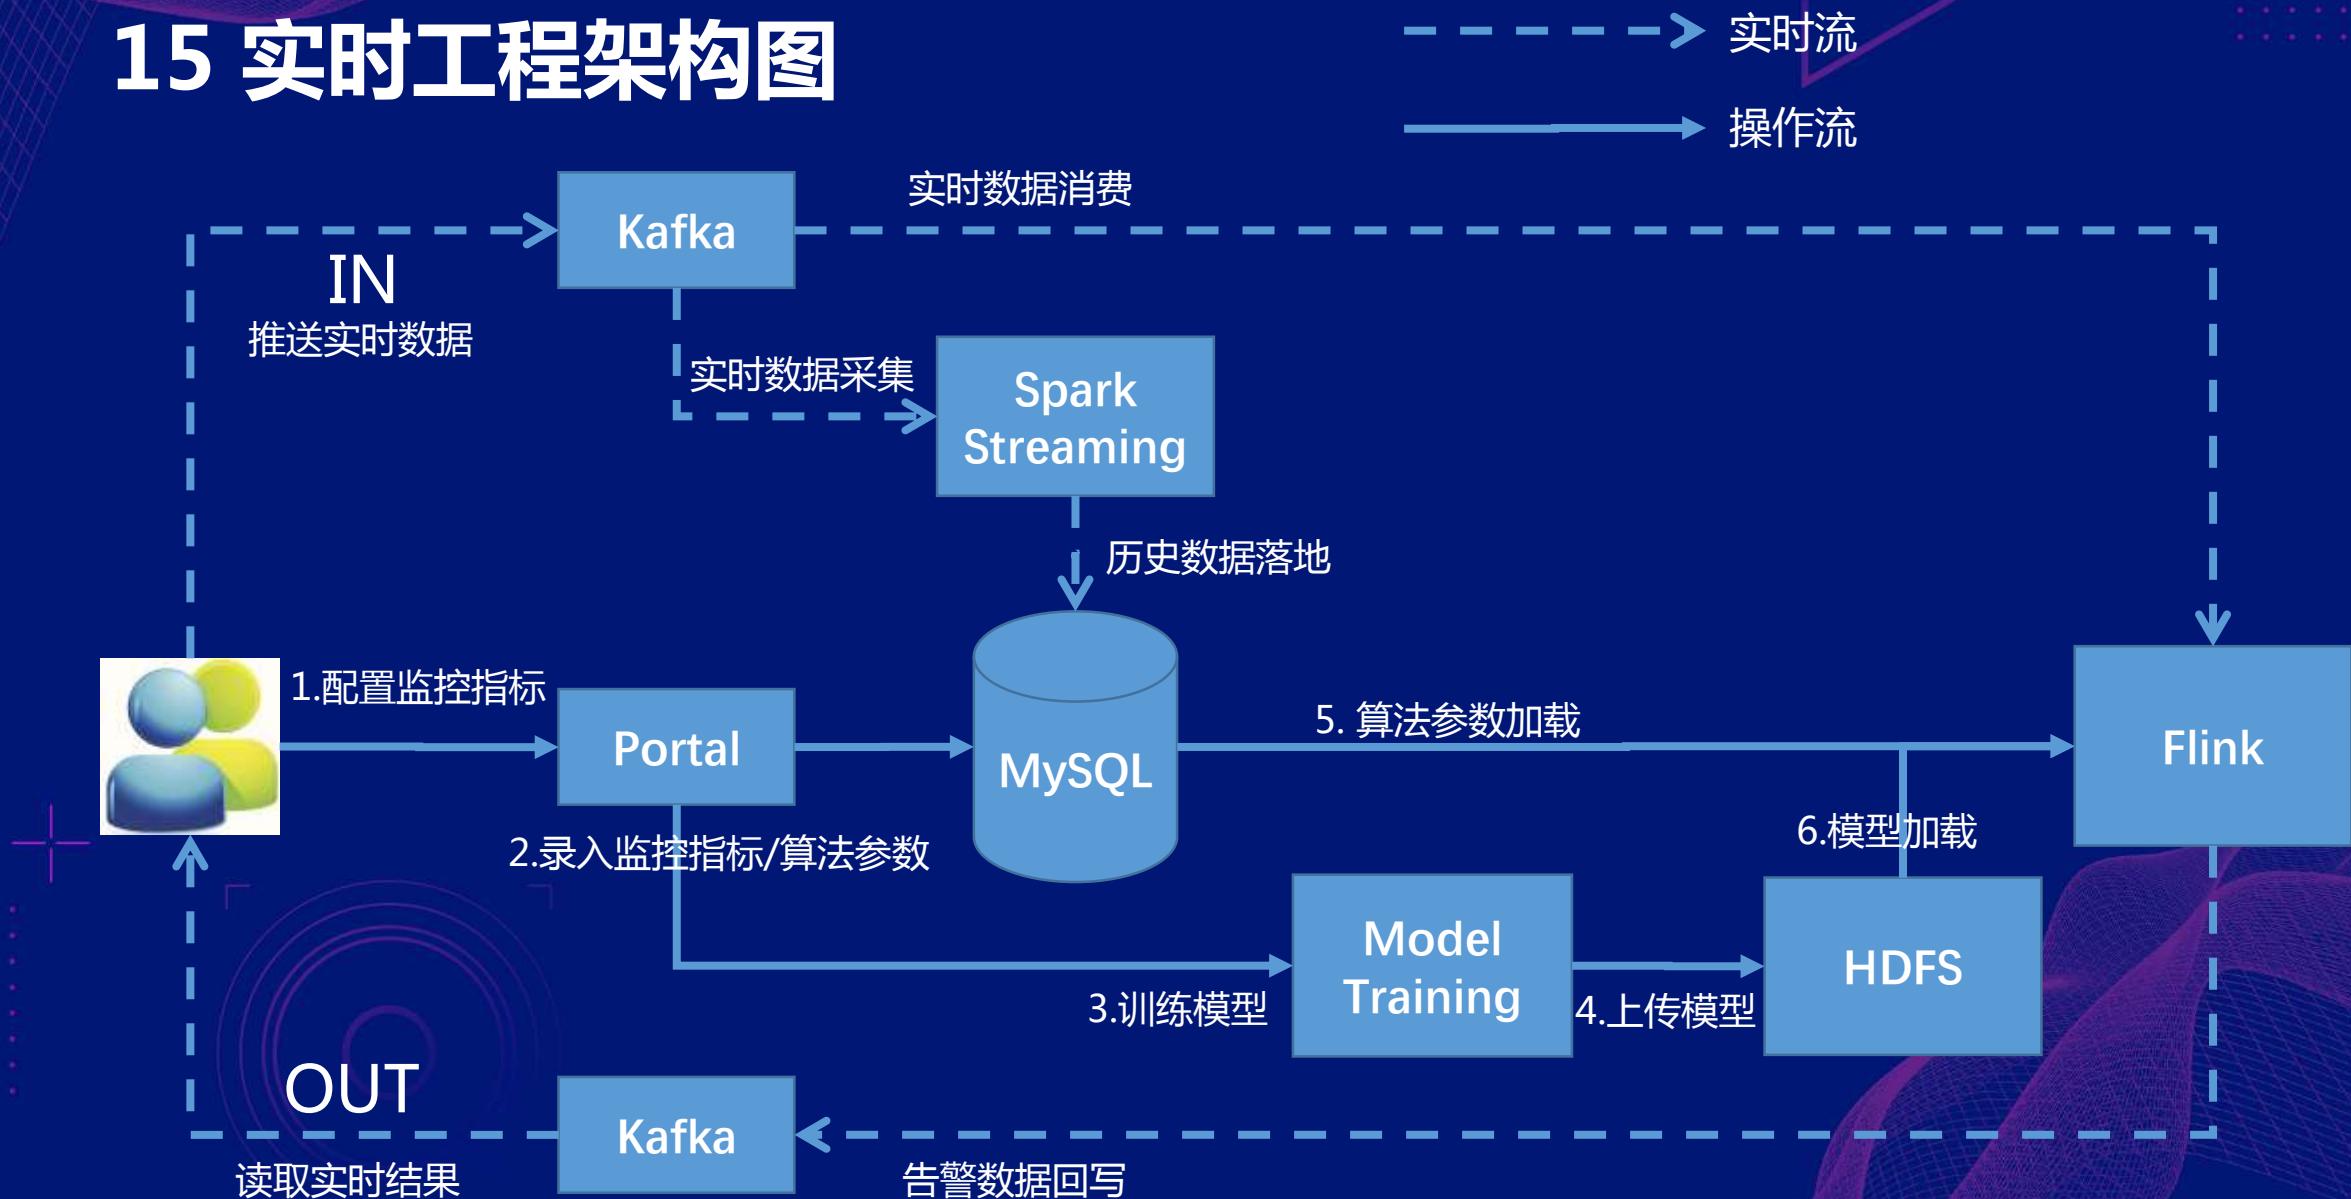 15 实时工程架构图
实时流
操作流
Kafka
实时数据消费
IN
推送实时数据
实时数据采集
Spark
Streaming
历史数据落地
1.配置监控指标
Portal
MySQL
5. 算法参数加载
Flink
2.录入监控指标/算法参数
6.模型加载
Model
Training
HDFS
3.训练模型
4.上传模型
OUT
Kafka
读取实时结果
告警数据回写